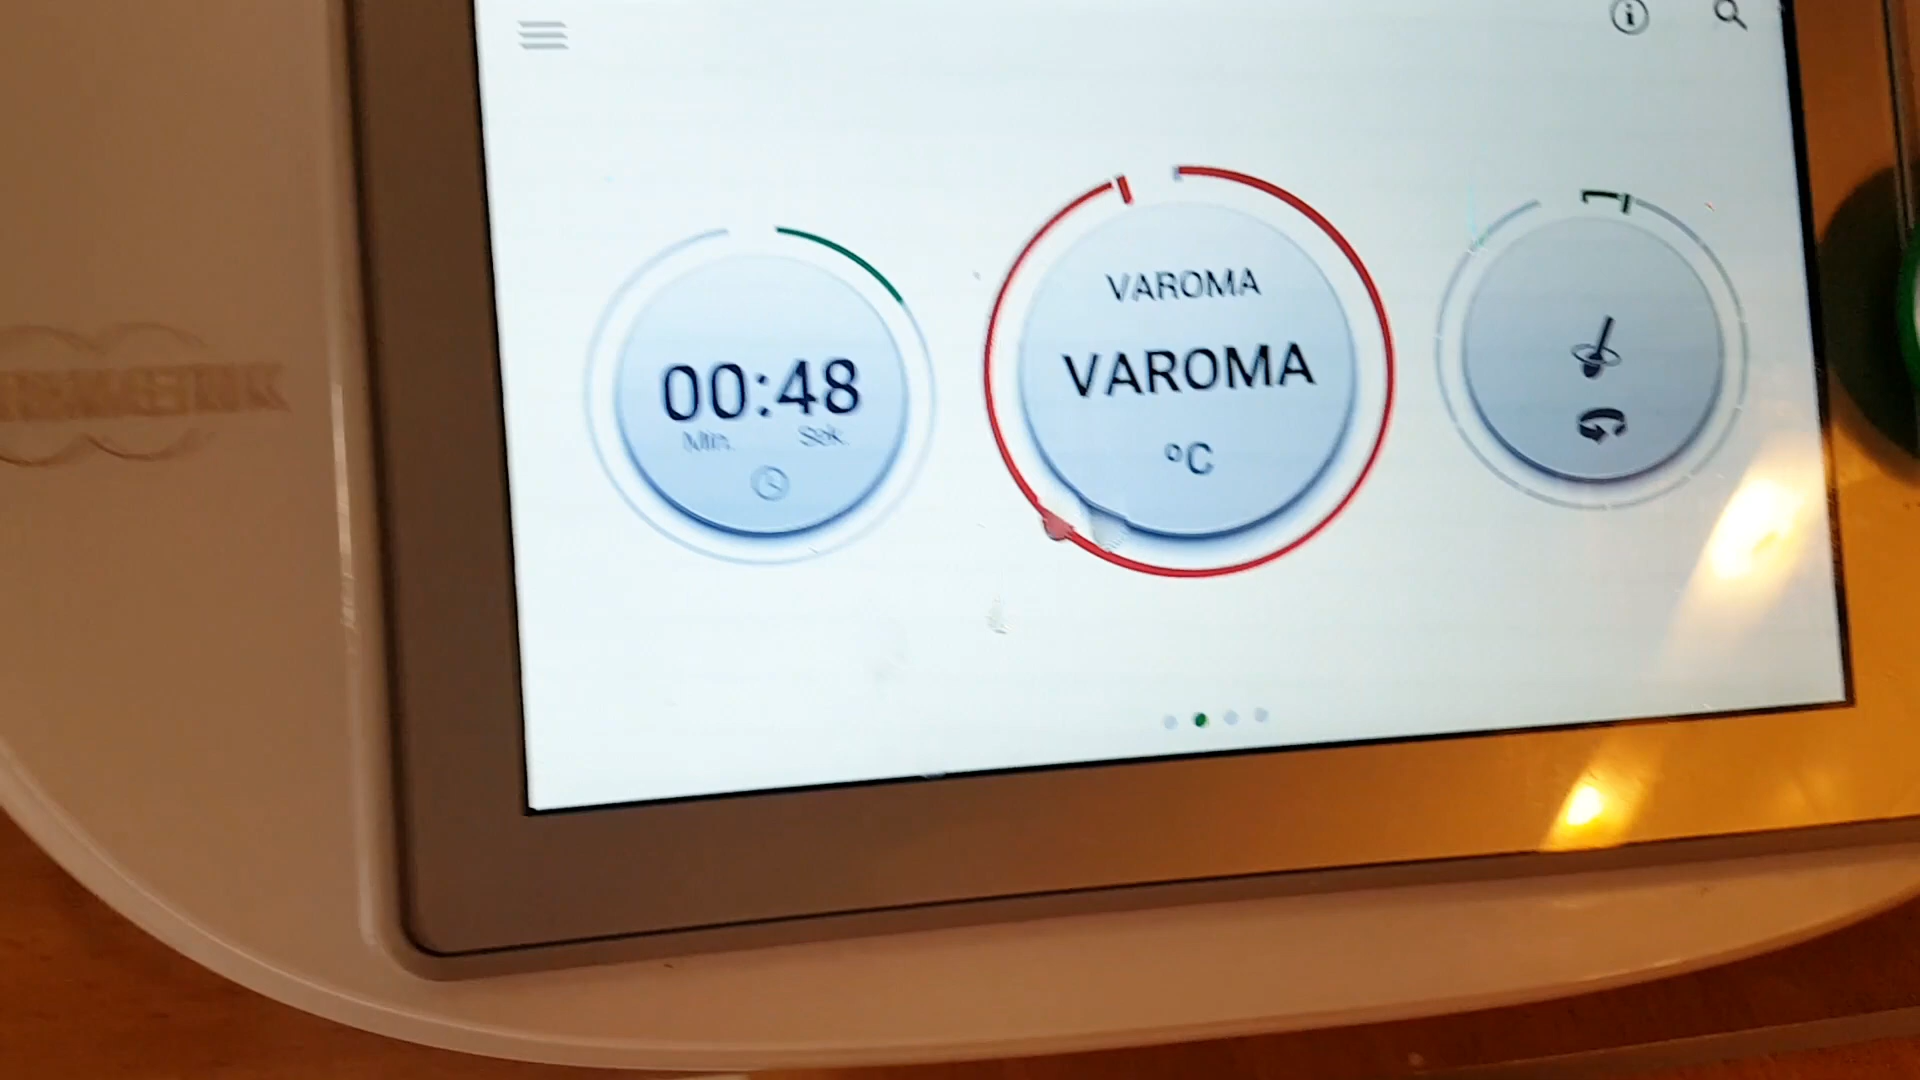 00:48
Min. Sek.
VAROMA
VAROMA
°C